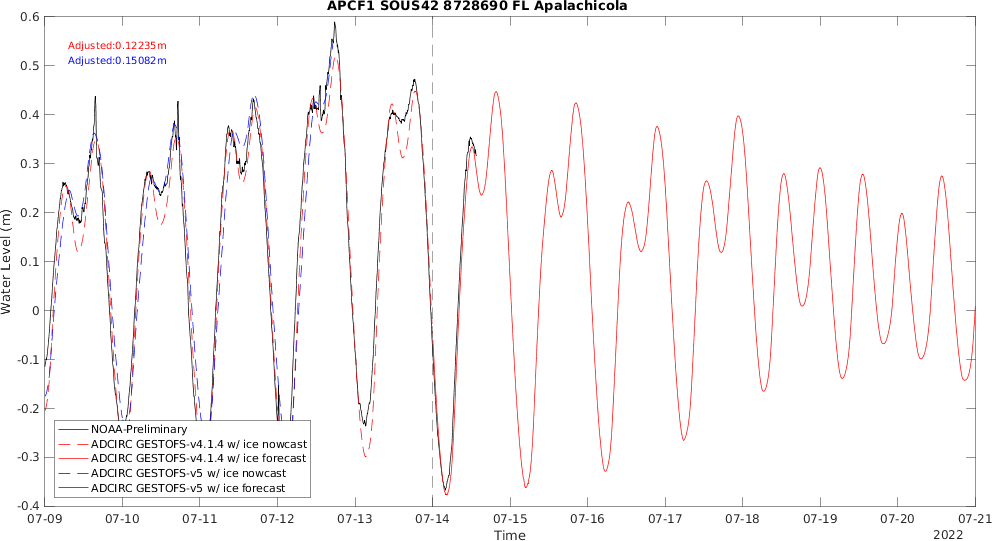 APCF1 SOUS42 8728690 FL Apalachicola
Adjusted:0.12235m
Adjusted:0.15082m
Water Level (m)
0.6
0.5
0.4
0.3
0.2
0.1
0
-0.1
-0.2
-0.3
-0.4
NOAA-Preliminary
ADCIRC GESTOFS-v4.1.4 w/ ice nowcast
ADCIRC GESTOFS-v4.1.4 w/ ice forecast
ADCIRC GESTOFS-v5 w/ ice nowcast
ADCIRC GESTOFS-v5 w/ ice forecast
07-09 07-10 07-11 07-12 07-13 07-14 07-15 07-16 07-17 07-18 07-19 07-20 07-21
Time
2022